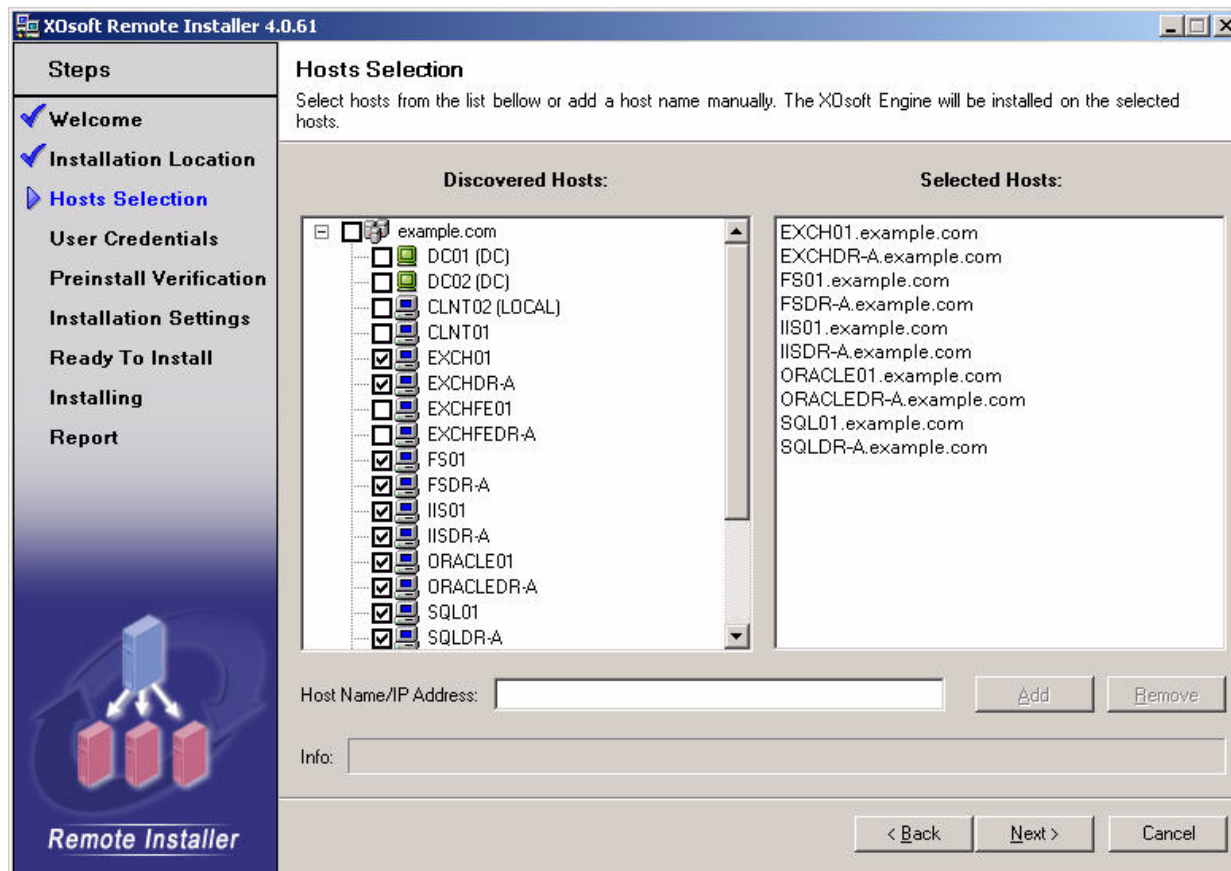 XOsoft Remote Installer 4.0.61
Steps
Welcome
Installation Location
Hosts Selection
User Credentials
Preinstall Verification
Installation Settings
Ready To Install
Installing
Report
Remote Installer
Hosts Selection
Select hosts from the list bellow or add a host name manually. The XOsoft Engine will be installed on the selected
hosts.
Discovered Hosts:
example.com
DC01 (DC)
DC02 (DC)
CLNT02 (LOCAL)
CLNT01
EXCH01
EXCHDR-A
EXCHFE01
EXCHFEDR-A
FS01
FSDR-A
IIS01
IISDR-A
ORACLE01
ORACLEDR-A
SQL01
SQLDR-A
Selected Hosts:
EXCH01.example.com
EXCHDR-A.example.com
FS01.example.com
FSDR-A.example.com
IIS01.example.com
IISDR-A.example.com
ORACLE01.example.com
ORACLEDR-A.example.com
SQL01.example.com
SQLDR-A.example.com
Host Name/IP Address:
Add
Remove
Info:
< Back
Next >
Cancel